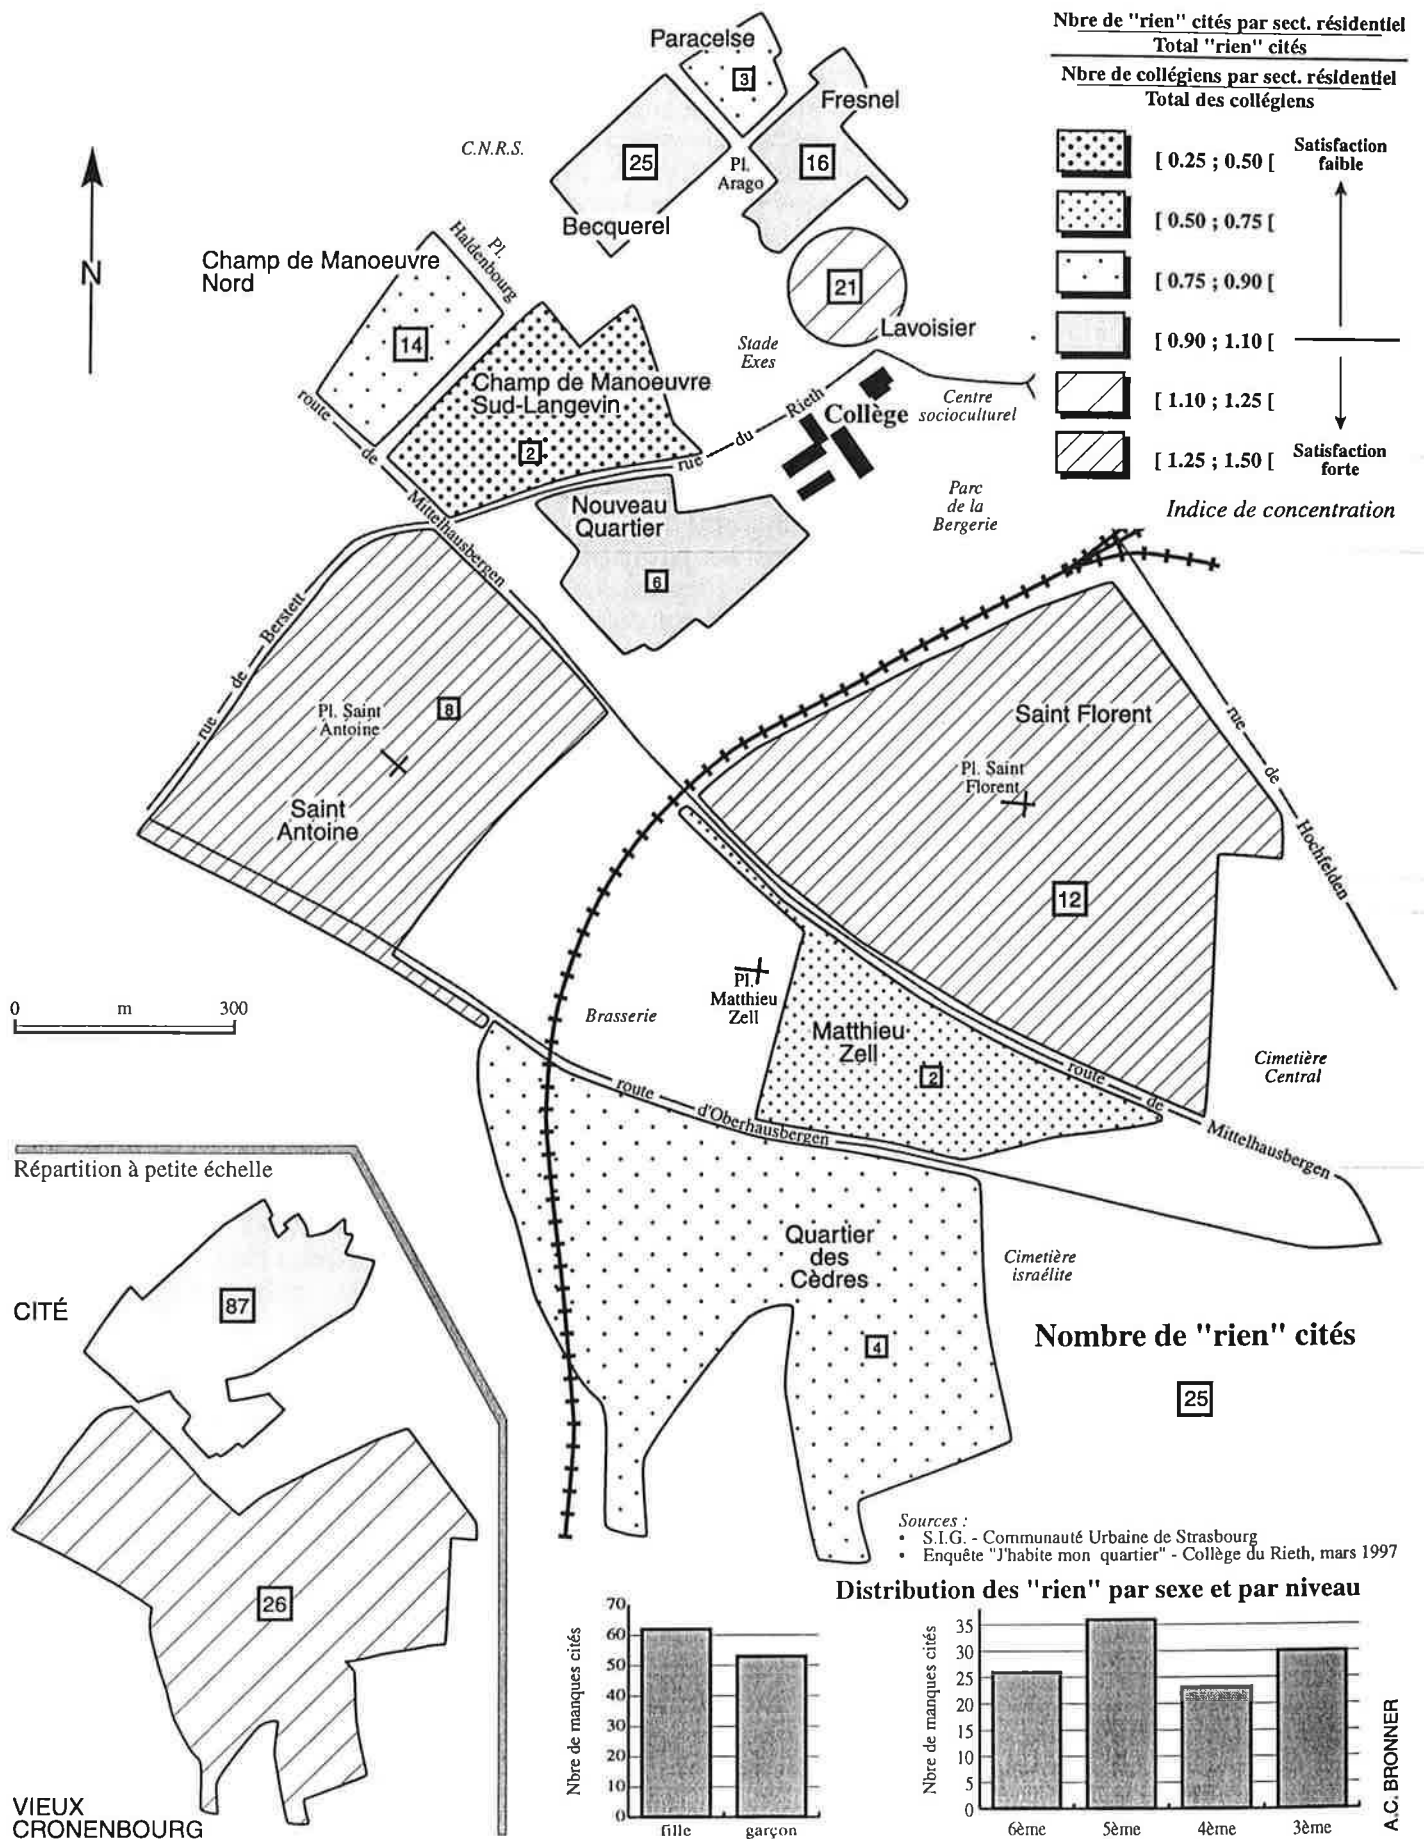 Nbre de "rien" cités par sect. résidentiel
Total "rien" cités
Nbre de collégiens par sect. résidentiel
Total des collégiens
[ 0.25 ; 0.50 [
Satisfaction
faible
[ 0.50 ; 0.75 [
[ 0.75 ; 0.90 [
[ 0.90 ; 1.10 [
[ 1.10 ; 1.25 [
[ 1.25 ; 1.50 [
Satisfaction
forte
Indice de concentration
N
Paracelse
3
Fresnel
16
C.N.R.S.
25
Becquerel
Pl.
Arago
Champ de Manoeuvre
Nord
14
Pl.
Haldenbourg
21
Lavoisier
Stade
Exes
Champ de Manoeuvre
Sud-Langevin
2
Collège
Centre
socioculturel
rue du Rieth
route de Mittelhausbergen
Nouveau
Quartier
6
Parc
de la
Bergerie
rue de Berstett
8
Pl. Saint
Antoine
Saint
Antoine
Saint Florent
Pl. Saint
Florent
12
rue de Hochfelden
0 m 300
Brasserie
Pl.
Matthieu
Zell
Matthieu
Zell
2
Cimetière
Central
route de Mittelhausbergen
route d'Oberhausbergen
Quartier
des
Cèdres
4
Cimetière
israélite
Répartition à petite échelle
CITÉ
87
26
VIEUX
CRONENBOURG
Nombre de "rien" cités
25
Sources :
• S.I.G. - Communauté Urbaine de Strasbourg
• Enquête "J'habite mon quartier" - Collège du Rieth, mars 1997
Distribution des "rien" par sexe et par niveau
Nbre de manques cités
70
60
50
40
30
20
10
0
fille garçon
Nbre de manques cités
35
30
25
20
15
10
5
0
6ème 5ème 4ème 3ème
A.C. BRONNER